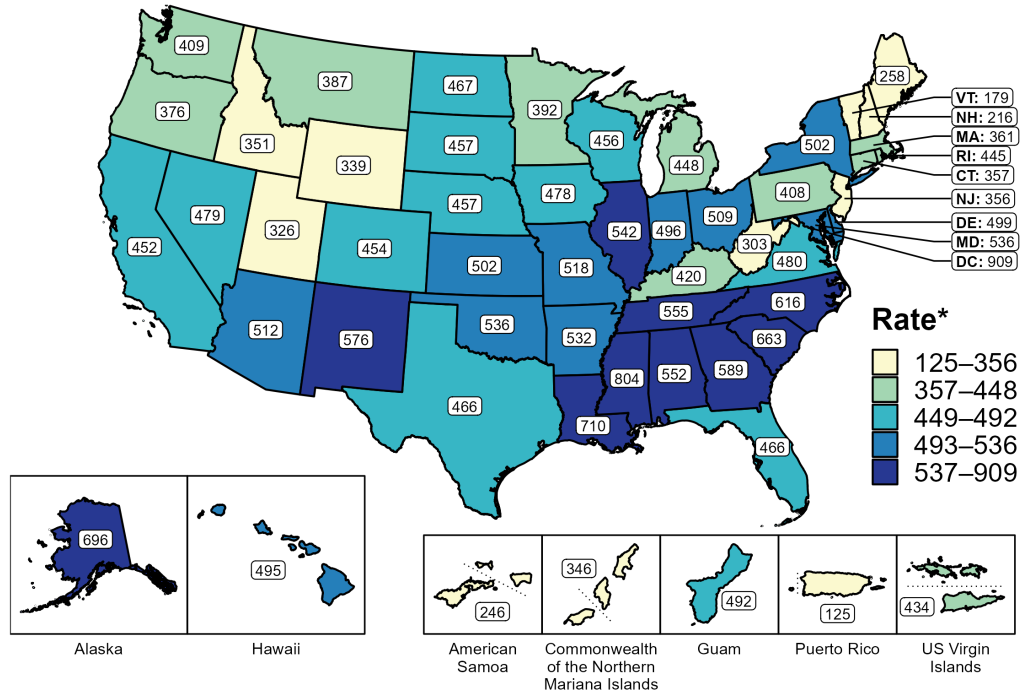 409
387
467
392
258
376
351
339
457
456
448
502
VT: 179
NH: 216
MA: 361
RI: 445
CT: 357
NJ: 356
DE: 499
MD: 536
DC: 909
479
326
457
478
408
452
454
502
542
496
509
303
480
518
420
512
576
536
532
555
616
663
466
804
552
589
710
466
Rate*
125–356
357–448
449–492
493–536
537–909
696
495
246
346
492
125
434
Alaska
Hawaii
American
Samoa
Commonwealth
of the Northern
Mariana Islands
Guam
Puerto Rico
US Virgin
Islands